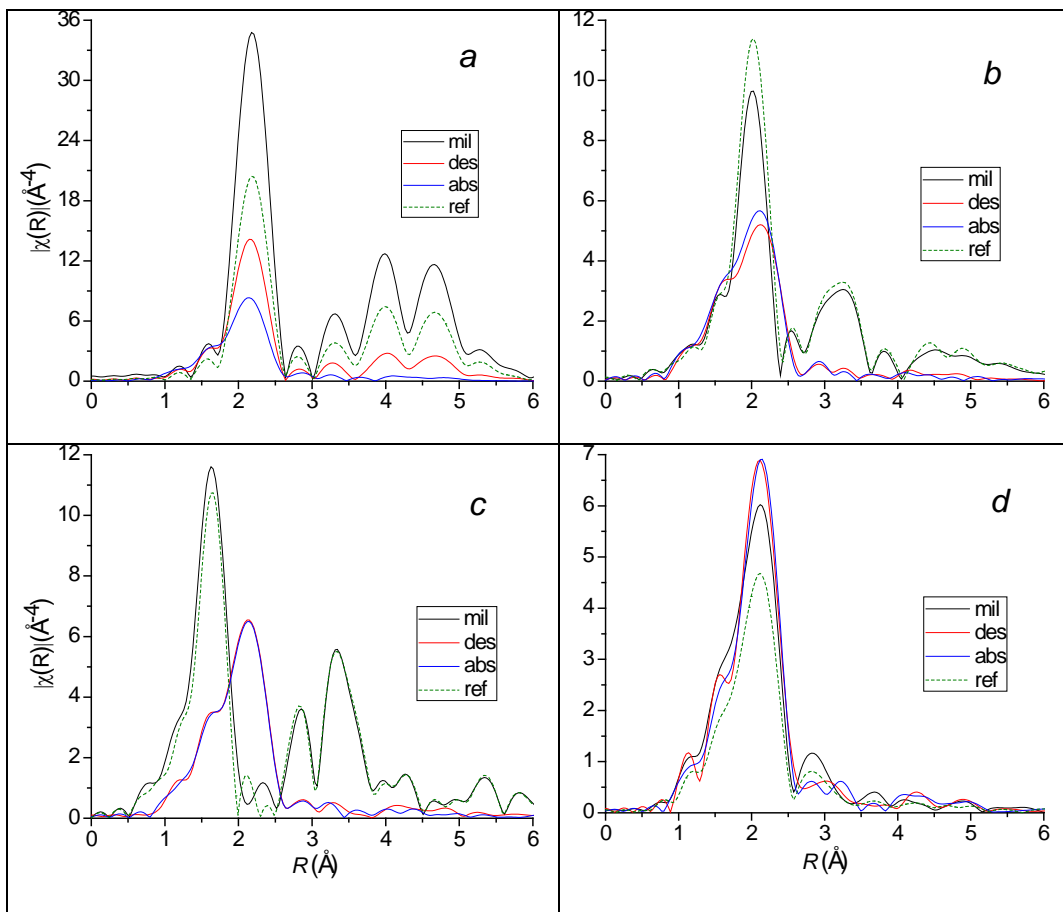 36
30
24
18
12
6
0
|χ(R)|(Å⁻⁴)
a
mil
des
abs
ref
0 1 2 3 4 5 6
12
10
8
6
4
2
0
b
mil
des
abs
ref
0 1 2 3 4 5 6
12
10
8
6
4
2
0
|χ(R)|(Å⁻⁴)
c
mil
des
abs
ref
0 1 2 3 4 5 6
R(Å)
7
6
5
4
3
2
1
0
d
mil
des
abs
ref
0 1 2 3 4 5 6
R(Å)